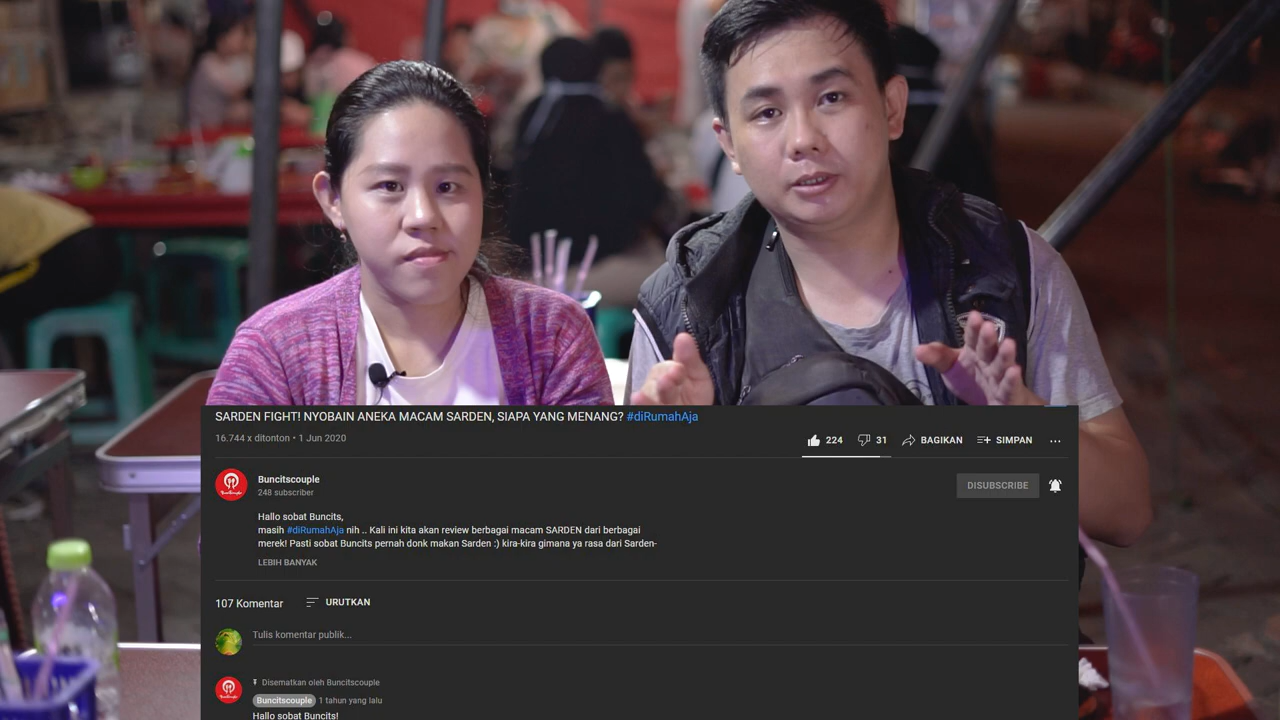 SARDEN FIGHT! NYOBAIN ANEKA MACAM SARDEN, SIAPA YANG MENANG? #diRumahAja
16.744 x ditonton • 1 Jun 2020
224
31
BAGIKAN
SIMPAN
Buncitscouple
248 subscriber
DISUBSCRIBE
Hallo sobat Buncits,
masih #diRumahAja nih .. Kali ini kita akan review berbagai macam SARDEN dari berbagai
merek! Pasti sobat Buncits pernah donk makan Sarden :) kira-kira gimana ya rasa dari Sarden-
LEBIH BANYAK
107 Komentar
URUTKAN
Tulis komentar publik...
Disematkan oleh Buncitscouple
Buncitscouple 1 tahun yang lalu
Hallo sobat Buncits!